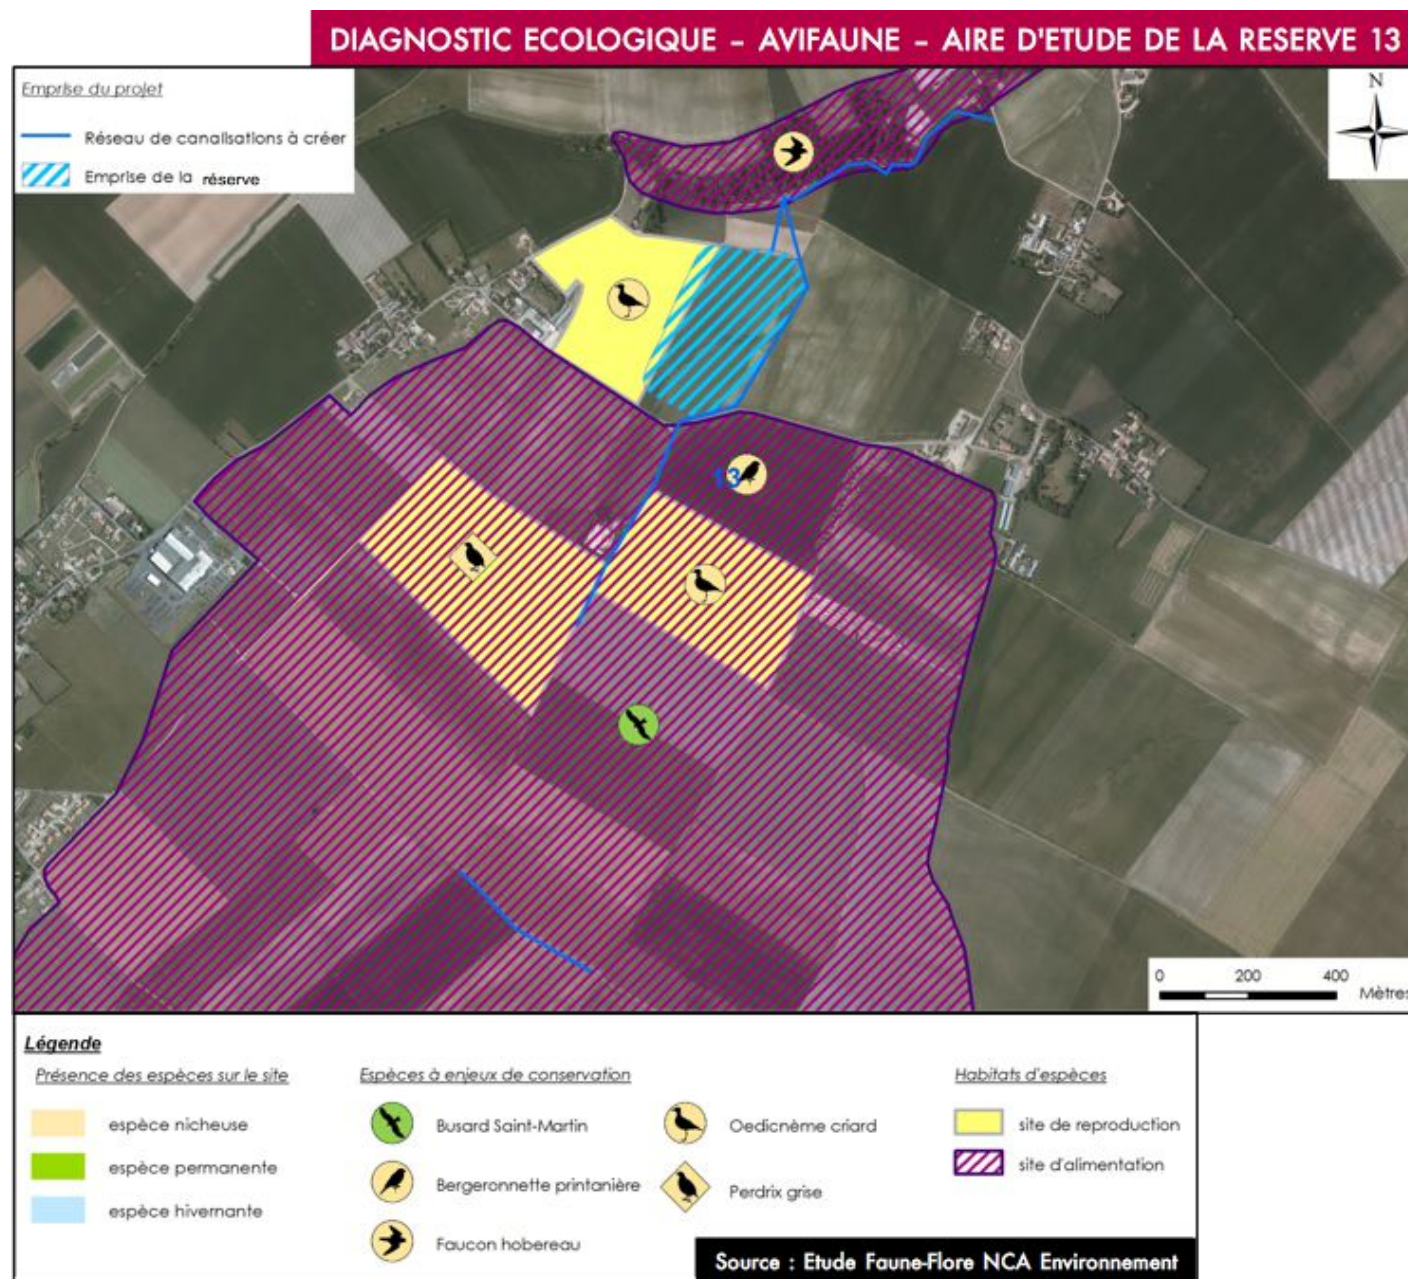 DIAGNOSTIC ECOLOGIQUE – AVIFAUNE – AIRE D'ETUDE DE LA RESERVE 13
Emprise du projet
Réseau de canalisations à créer
Emprise de la réserve
N
13
0 200 400
Mètres
Légende
Présence des espèces sur le site
espèce nicheuse
espèce permanente
espèce hivernante
Espèces à enjeux de conservation
Busard Saint-Martin
Bergeronnette printanière
Faucon hobereau
Oedicnème criard
Perdrix grise
Habitats d'espèces
site de reproduction
site d'alimentation
Source : Etude Faune-Flore NCA Environnement